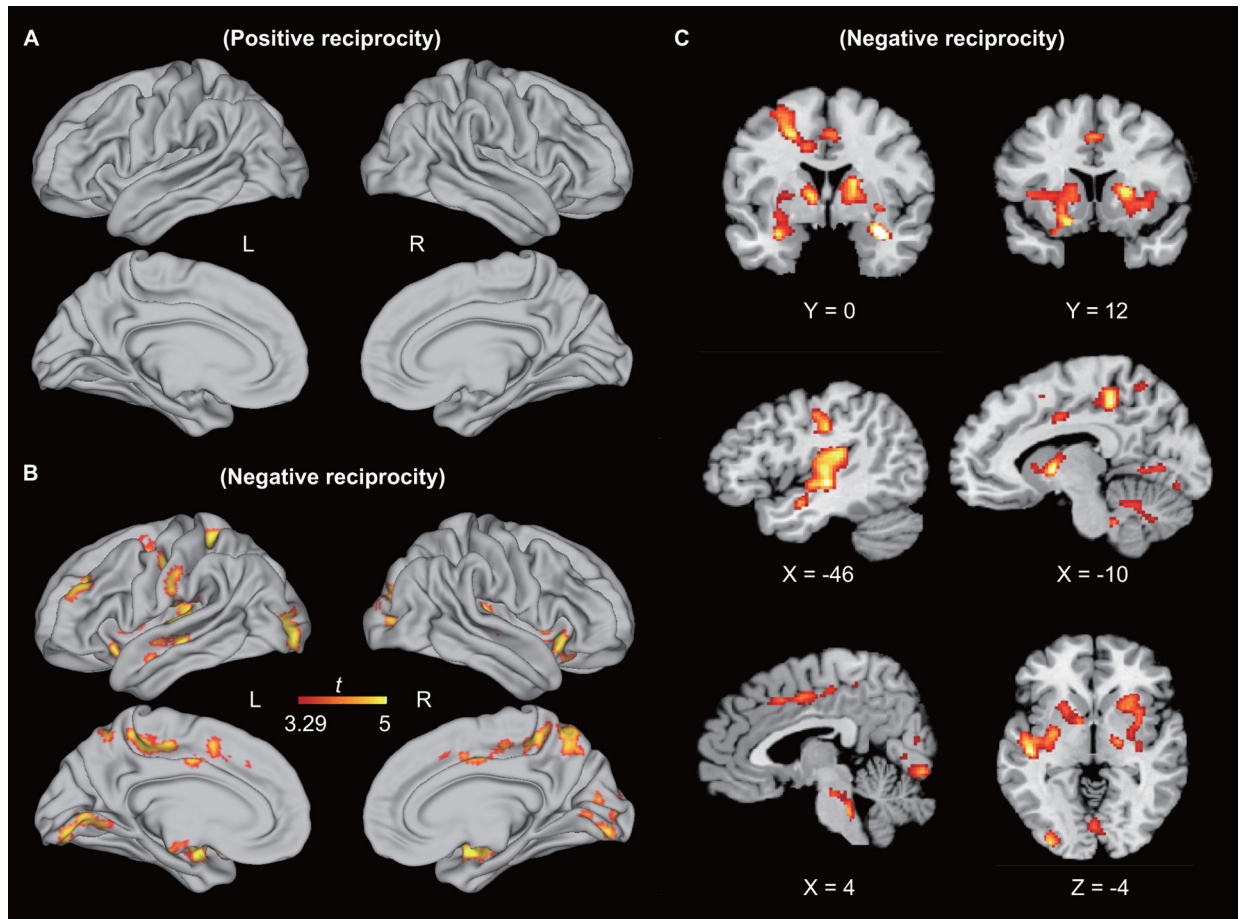 A
(Positive reciprocity)
L
R
B
(Negative reciprocity)
L
t
R
3.29
5
C
(Negative reciprocity)
Y = 0
Y = 12
X = -46
X = -10
X = 4
Z = -4